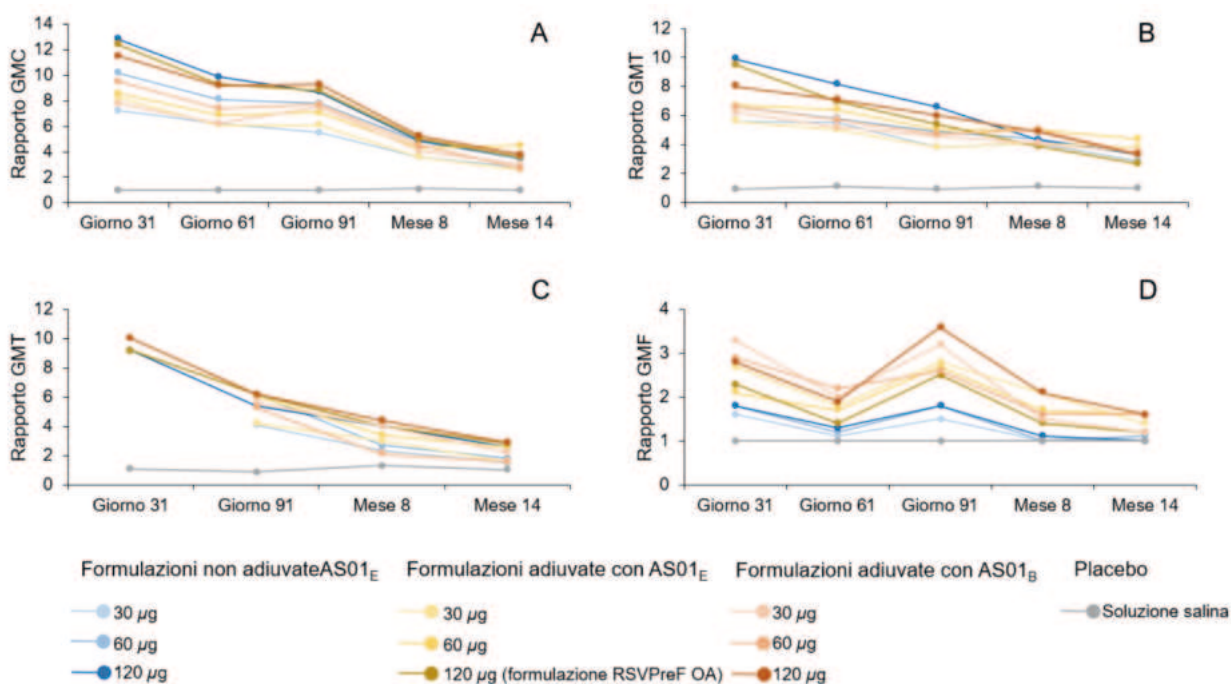 A
Rapporto GMC
14
12
10
8
6
4
2
0
Giorno 31 Giorno 61 Giorno 91 Mese 8 Mese 14
B
Rapporto GMT
12
10
8
6
4
2
0
Giorno 31 Giorno 61 Giorno 91 Mese 8 Mese 14
C
Rapporto GMT
12
10
8
6
4
2
0
Giorno 31 Giorno 91 Mese 8 Mese 14
D
Rapporto GMF
4
3
2
1
0
Giorno 31 Giorno 61 Giorno 91 Mese 8 Mese 14
Formulazioni non adiuvateAS01E
30 µg
60 µg
120 µg
Formulazioni adiuvate con AS01E
30 µg
60 µg
120 µg (formulazione RSVPreF OA)
Formulazioni adiuvate con AS01B
30 µg
60 µg
120 µg
Placebo
Soluzione salina